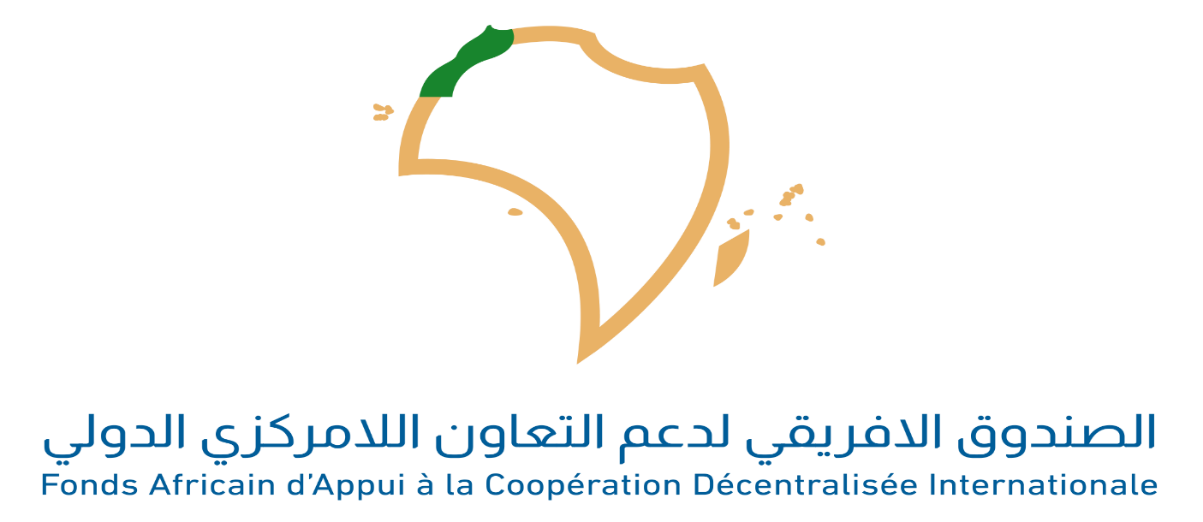 الصندوق الافريقي لدعم التعاون اللامركزي الدولي
Fonds Africain d'Appui à la Coopération Décentralisée Internationale